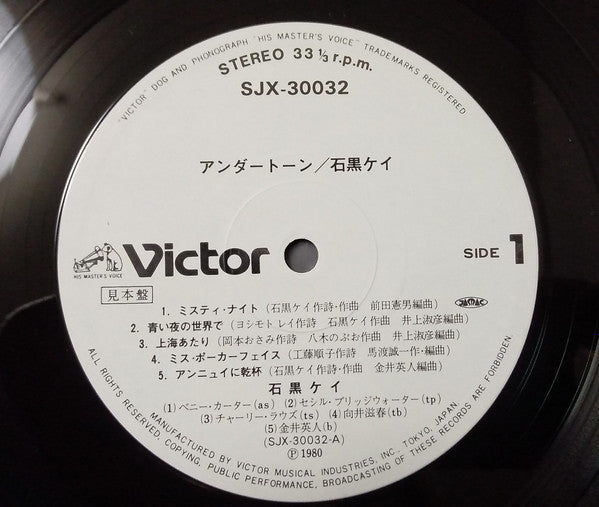 "VICTOR" DOG AND PHONOGRAPH "HIS MASTER'S VOICE" TRADEMARKS REGISTERED
STEREO 33 1/3 r.p.m.
SJX-30032
アンダートーン/石黒ケイ
HIS MASTER'S VOICE
Victor
SIDE 1
見本盤
1. ミスティ・ナイト (石黒ケイ作詩・作曲 前田憲男編曲) JASRAC
2. 青い夜の世界で (ヨシモトレイ作詩 石黒ケイ作曲 井上淑彦編曲)
3. 上海あたり (岡本おさみ作詩 八木のぶお作曲 井上淑彦編曲)
4. ミス・ポーカーフェイス (工藤順子作詩 馬渡誠一作・編曲)
5. アンニュイに乾杯 (石黒ケイ作詩・作曲 金井英人編曲)
石黒ケイ
(1)ベニー・カーター(as) (2)セシル・ブリッジウォーター(tp)
(3)チャーリー・ラウズ(ts) (4)向井滋春(tb)
(5)金井英人(b)
(SJX-30032-A)
Ⓟ1980
MANUFACTURED BY VICTOR MUSICAL INDUSTRIES, INC., TOKYO, JAPAN.
ALL RIGHTS RESERVED, COPYING, PUBLIC PERFORMANCE, BROADCASTING OF THESE RECORDS ARE FORBIDDEN.